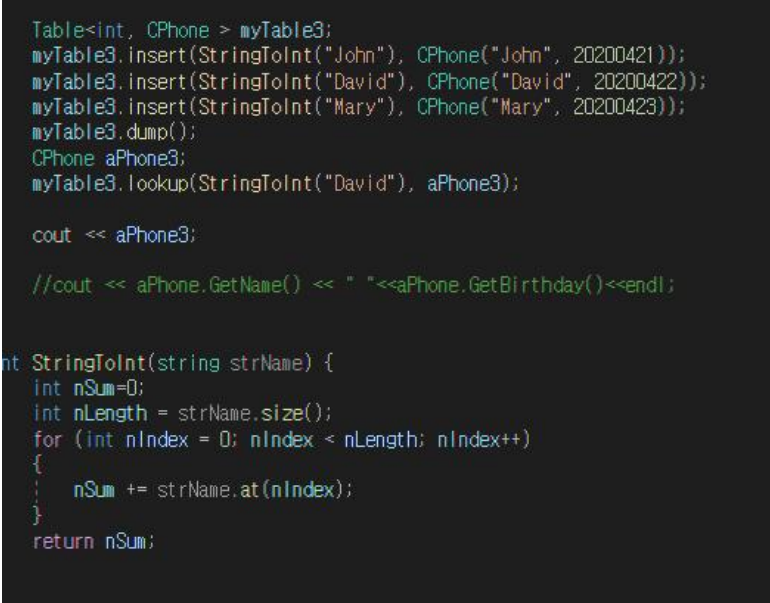 Table<int, CPhone > myTable3;
myTable3.insert(StringToInt("John"), CPhone("John", 20200421));
myTable3.insert(StringToInt("David"), CPhone("David", 20200422));
myTable3.insert(StringToInt("Mary"), CPhone("Mary", 20200423));
myTable3.dump();
CPhone aPhone3;
myTable3.lookup(StringToInt("David"), aPhone3);
cout << aPhone3;
//cout << aPhone.GetName() << " "<<aPhone.GetBirthday()<<endl;
nt StringToInt(string strName) {
int nSum=0;
int nLength = strName.size();
for (int nIndex = 0; nIndex < nLength; nIndex++)
{
nSum += strName.at(nIndex);
}
return nSum;